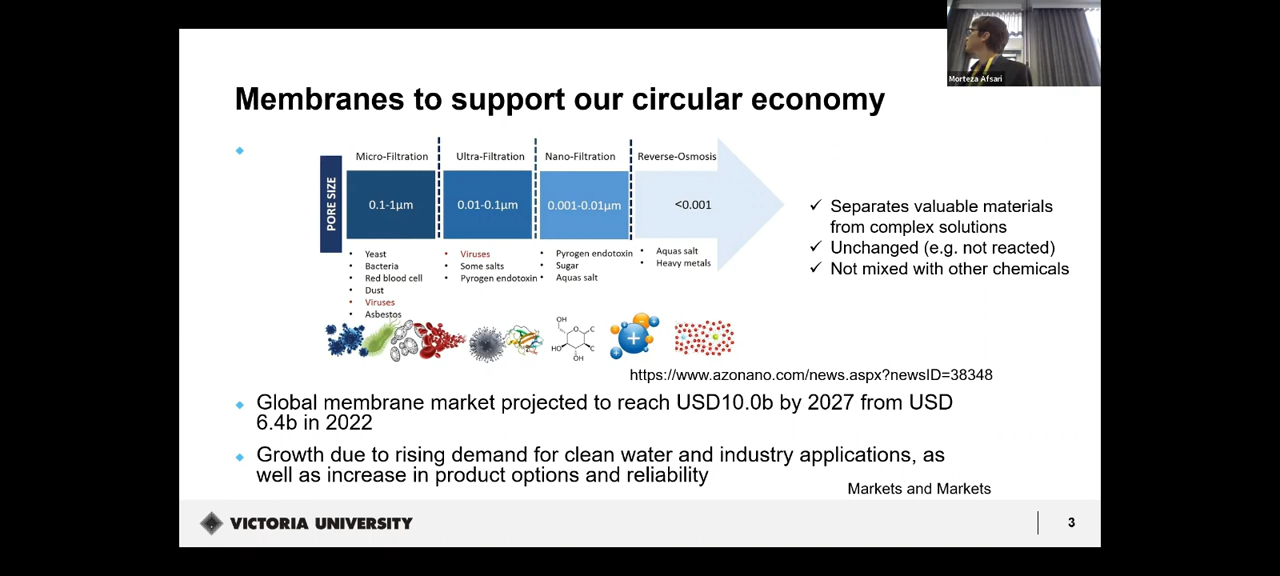 Morteza Afsari
Membranes to support our circular economy
Micro-Filtration
Ultra-Filtration
Nano-Filtration
Reverse-Osmosis
PORE SIZE
0.1-1µm
0.01-0.1µm
0.001-0.01µm
<0.001
Yeast
Bacteria
Red blood cell
Dust
Viruses
Asbestos
Viruses
Some salts
Pyrogen endotoxin
Pyrogen endotoxin
Sugar
Aquas salt
Aquas salt
Heavy metals
OH
O
C
HO
C
OH
✓ Separates valuable materials
from complex solutions
✓ Unchanged (e.g. not reacted)
✓ Not mixed with other chemicals
https://www.azonano.com/news.aspx?newsID=38348
Global membrane market projected to reach USD10.0b by 2027 from USD
6.4b in 2022
Growth due to rising demand for clean water and industry applications, as
well as increase in product options and reliability
Markets and Markets
VICTORIA UNIVERSITY
3